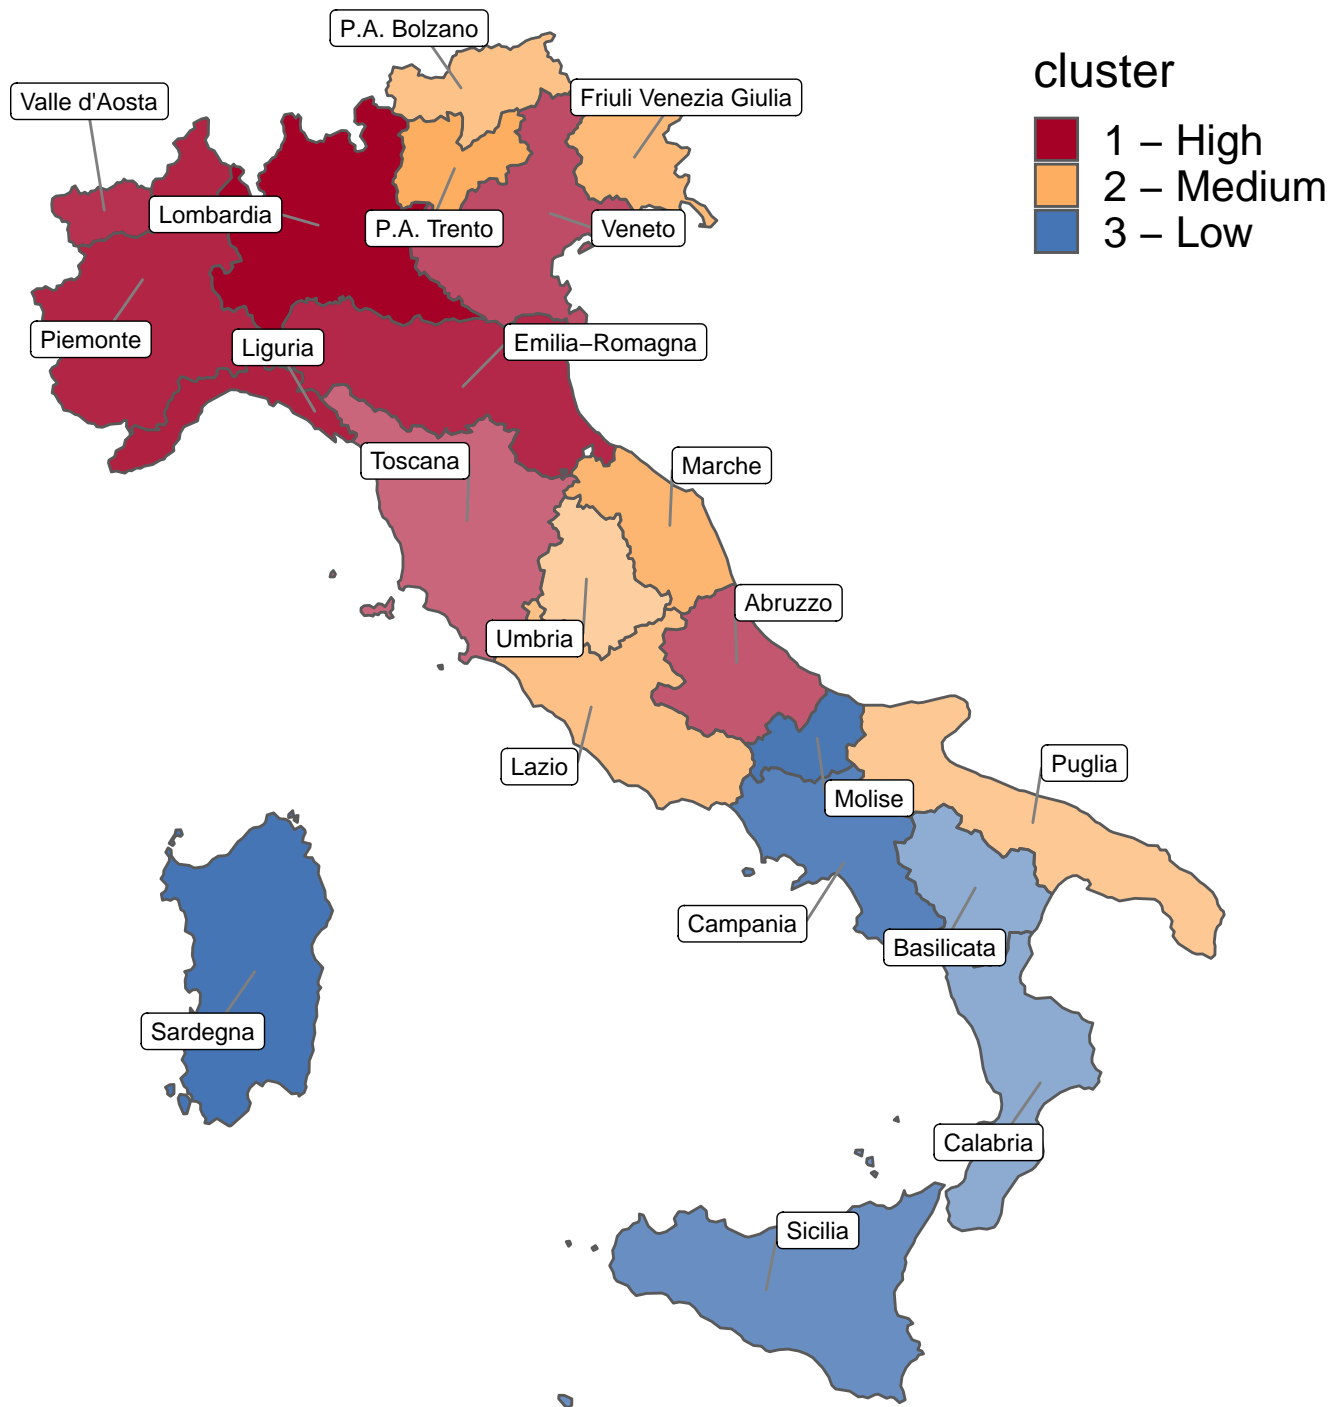 P.A. Bolzano
cluster
Valle d'Aosta
Friuli Venezia Giulia
1 – High
2 – Medium
3 – Low
Lombardia
P.A. Trento
Veneto
Piemonte
Liguria
Emilia–Romagna
Toscana
Marche
Abruzzo
Umbria
Lazio
Puglia
Molise
Campania
Basilicata
Sardegna
Calabria
Sicilia